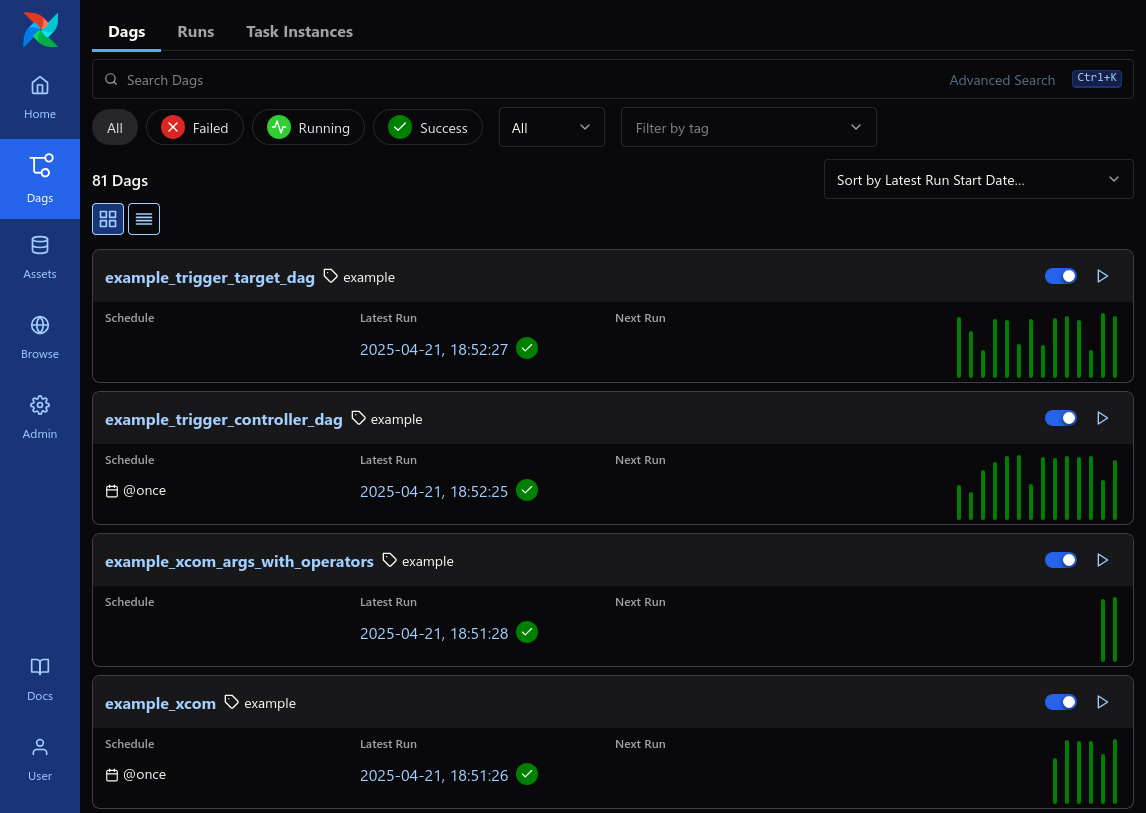 Dags Runs Task Instances
Search Dags Advanced Search Ctrl+K
Home
All Failed Running Success All Filter by tag
Dags
81 Dags Sort by Latest Run Start Date...
Assets
example_trigger_target_dag example
Schedule Latest Run Next Run
2025-04-21, 18:52:27
Browse
Admin
example_trigger_controller_dag example
Schedule Latest Run Next Run
@once 2025-04-21, 18:52:25
example_xcom_args_with_operators example
Schedule Latest Run Next Run
2025-04-21, 18:51:28
Docs
example_xcom example
Schedule Latest Run Next Run
@once 2025-04-21, 18:51:26
User